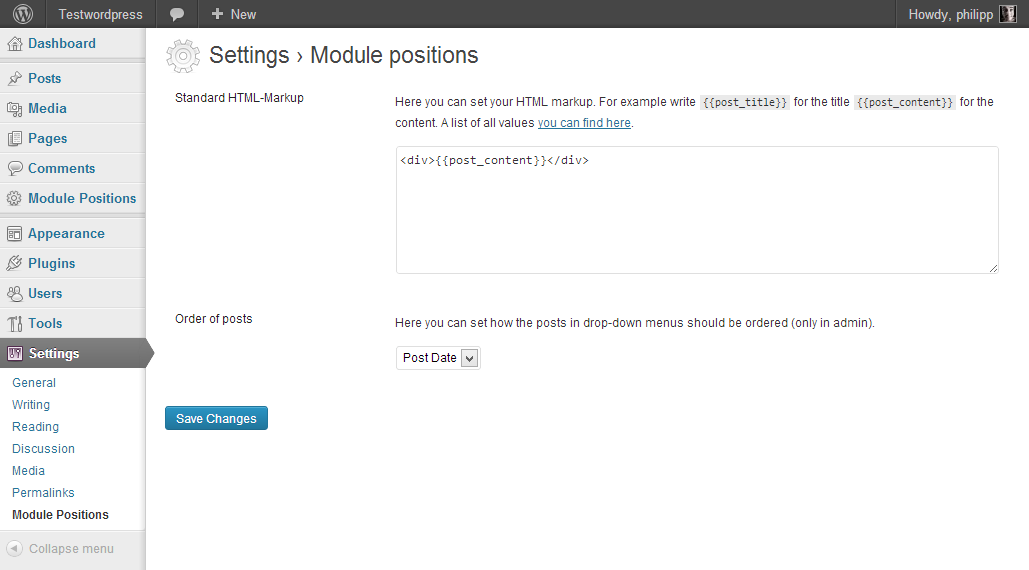 Testwordpress
+ New
Howdy, philipp
Dashboard
Posts
Media
Pages
Comments
Module Positions
Appearance
Plugins
Users
Tools
Settings
General
Writing
Reading
Discussion
Media
Permalinks
Module Positions
Collapse menu
Settings › Module positions
Standard HTML-Markup
Here you can set your HTML markup. For example write {{post_title}} for the title {{post_content}} for the
content. A list of all values you can find here.
<div>{{post_content}}</div>
Order of posts
Here you can set how the posts in drop-down menus should be ordered (only in admin).
Post Date
Save Changes